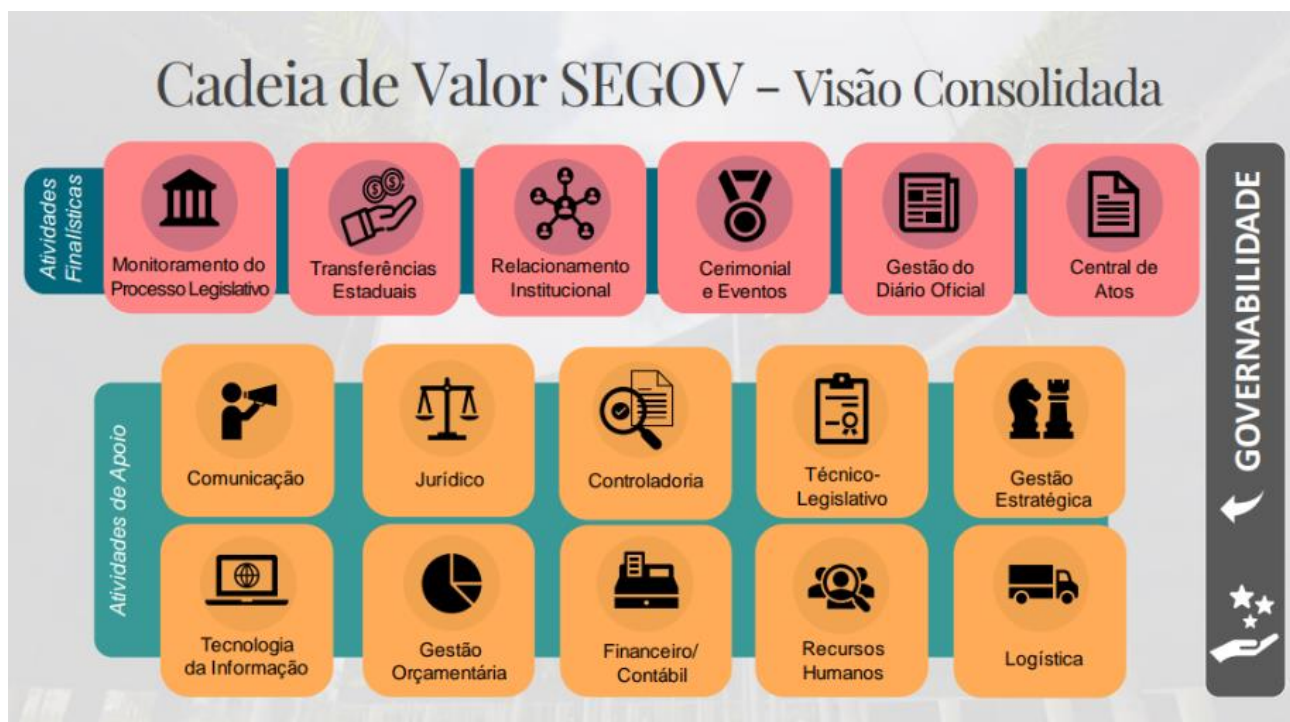 Cadeia de Valor SEGOV – Visão Consolidada
Atividades
Finalísticas
Monitoramento do
Processo Legislativo
Transferências
Estaduais
Relacionamento
Institucional
Cerimonial
e Eventos
Gestão do
Diário Oficial
Central de
Atos
GOVERNABILIDADE
Atividades de Apoio
Comunicação
Jurídico
Controladoria
Técnico-
Legislativo
Gestão
Estratégica
Tecnologia
da Informação
Gestão
Orçamentária
Financeiro/
Contábil
Recursos
Humanos
Logística